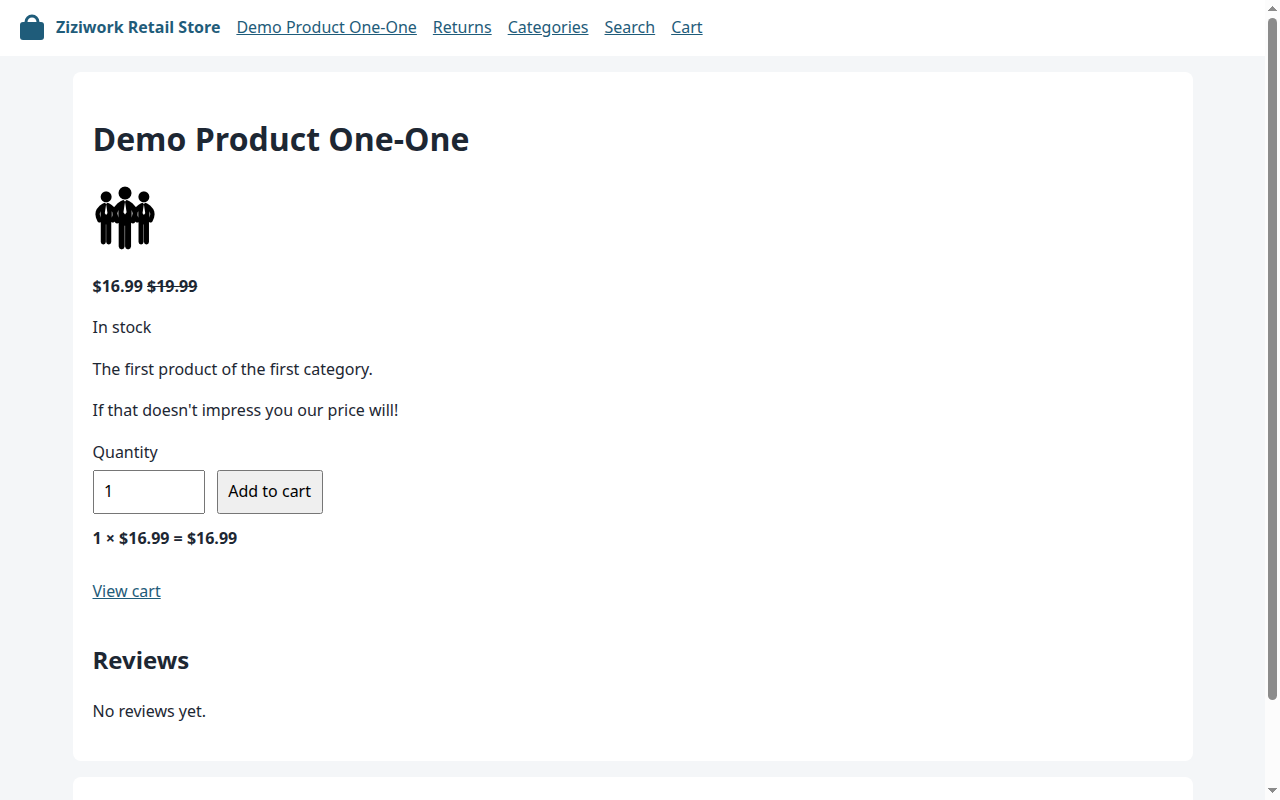 Ziziwork Retail Store Demo Product One-One Returns Categories Search Cart
Demo Product One-One
$16.99 $19.99
In stock
The first product of the first category.
If that doesn't impress you our price will!
Quantity
1 Add to cart
1 × $16.99 = $16.99
View cart
Reviews
No reviews yet.